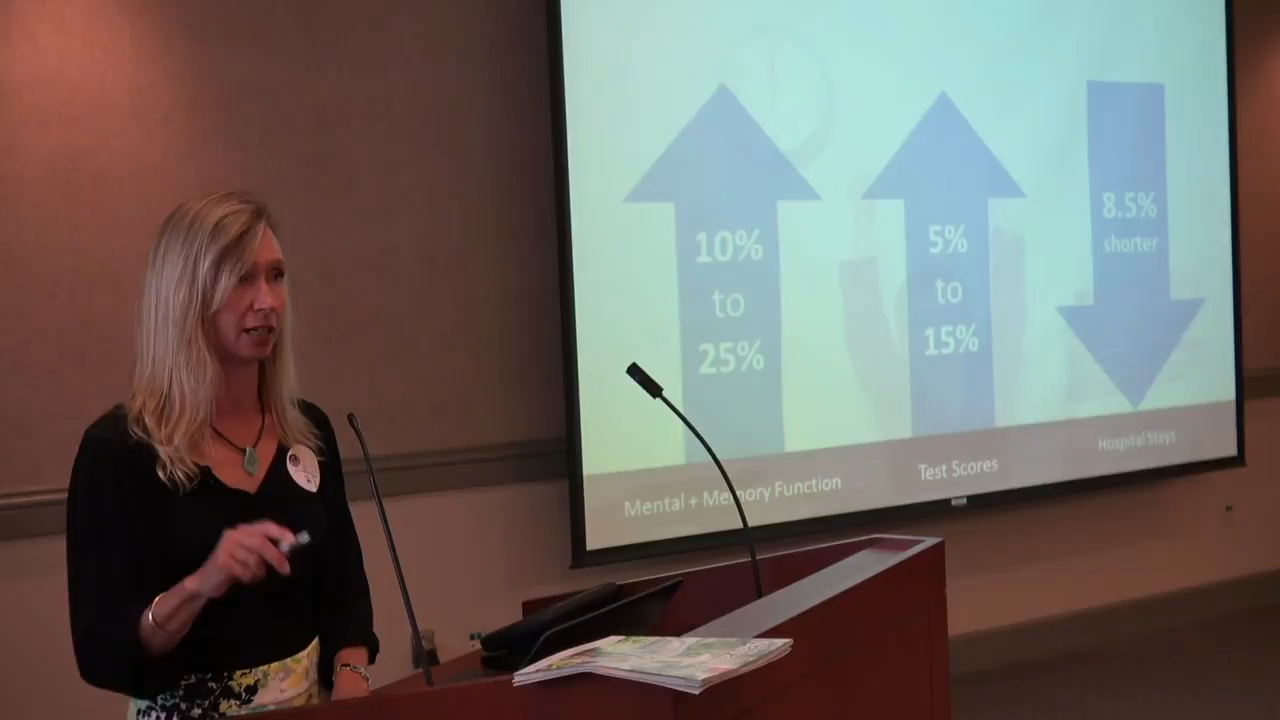 10%
to
25%
Mental + Memory Function
5%
to
15%
Test Scores
8.5%
shorter
Hospital Stays